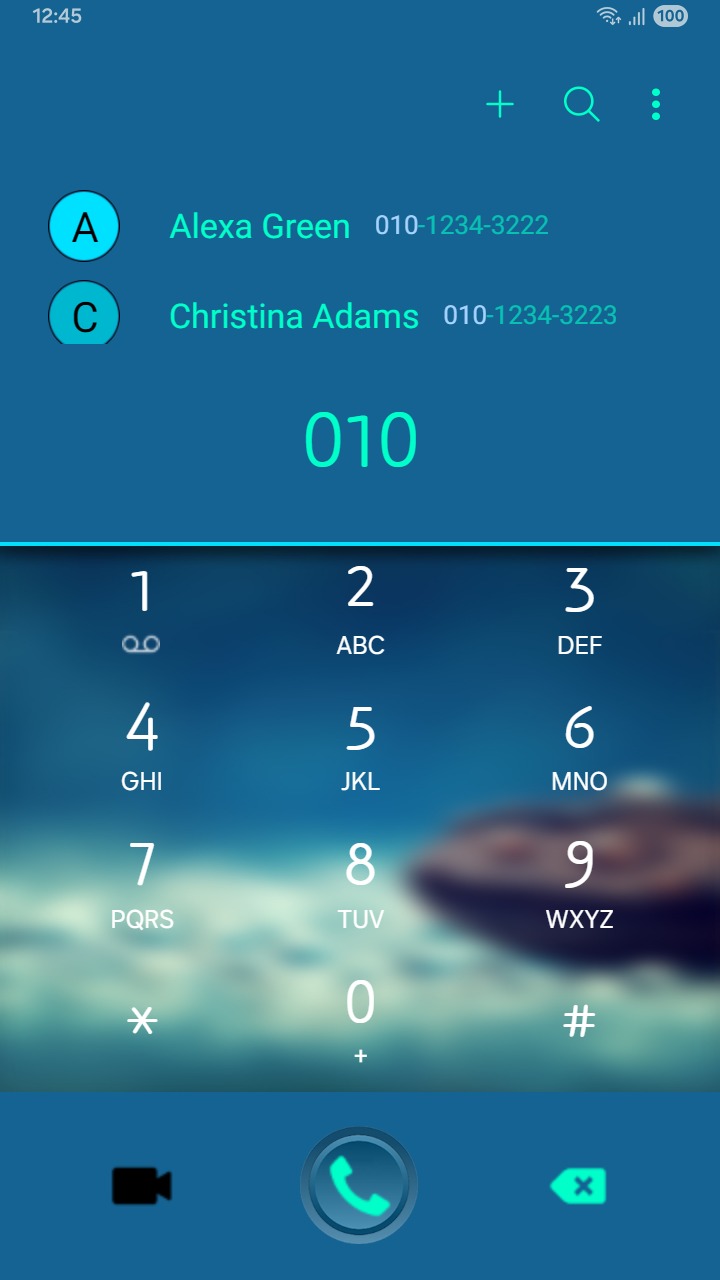 12:45 100
A Alexa Green 010-1234-3222
C Christina Adams 010-1234-3223
010
1 2 3
ABC DEF
4 5 6
GHI JKL MNO
7 8 9
PQRS TUV WXYZ
* 0 #
+